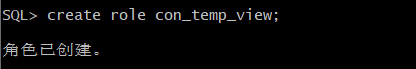 SQL> create role con_temp_view;
角色已创建。